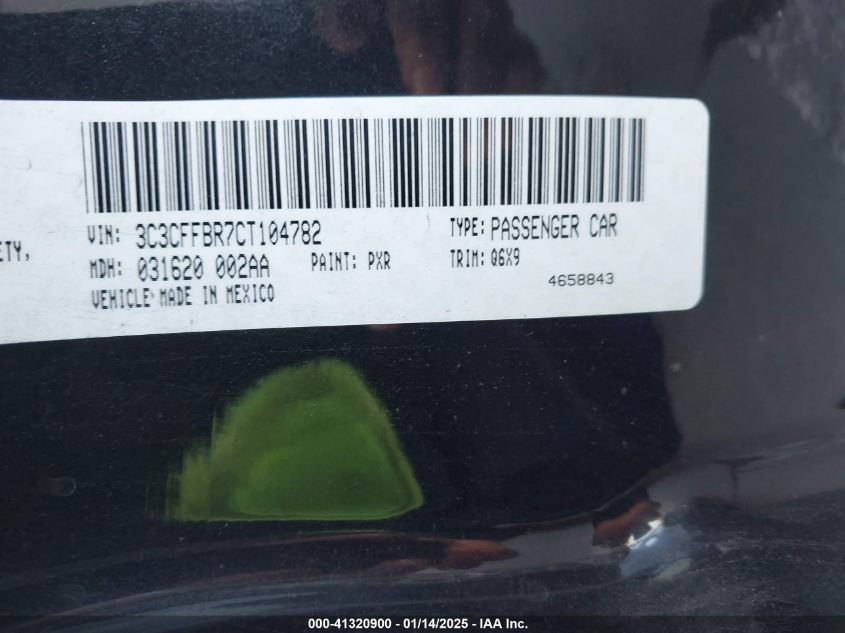 ETY,
VIN: 3C3CFFBR7CT104782 TYPE: PASSENGER CAR
MDH: 031620 002AA PAINT: PXR TRIM: Q6X9
VEHICLE MADE IN MEXICO 4658843
000-41320900 - 01/14/2025 - IAA Inc.